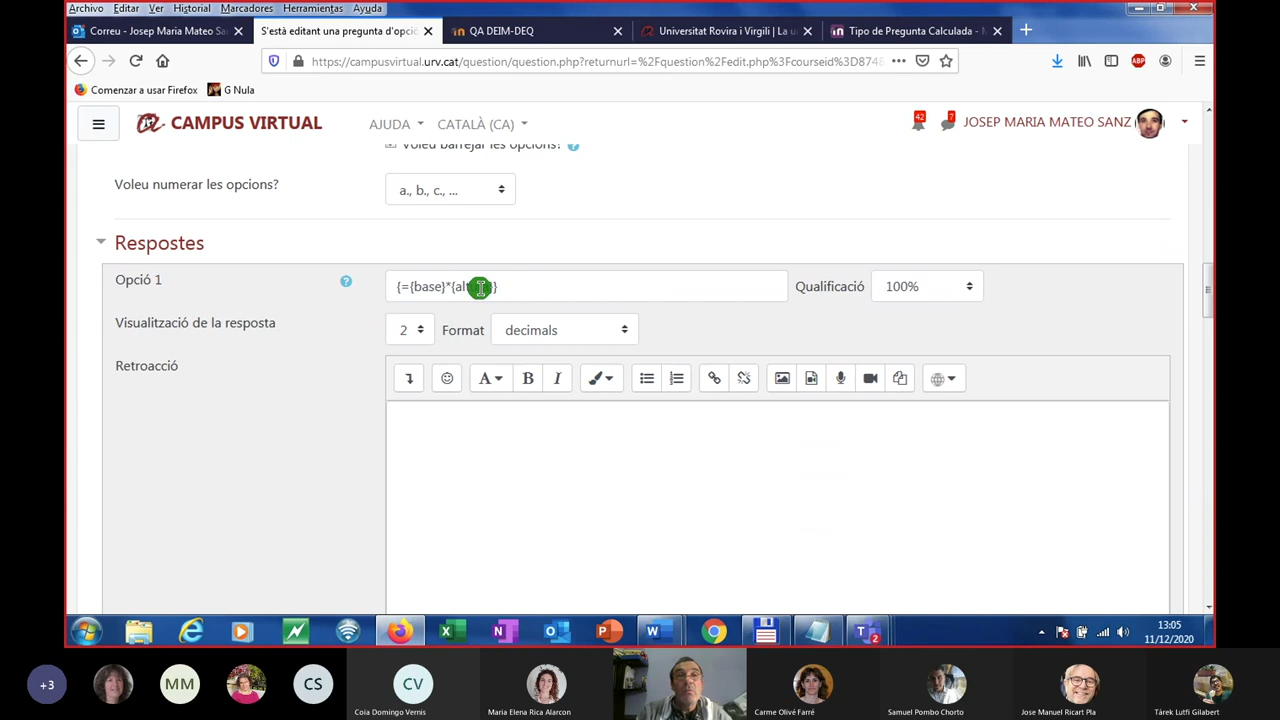 Archivo Editar Ver Historial Marcadores Herramientas Ayuda
Correu - Josep Maria Mateo Sa
S'està editant una pregunta d'opci
QA DEIM-DEQ
Universitat Rovira i Virgili | La u
Tipo de Pregunta Calculada - M
https://campusvirtual.urv.cat/question/question.php?returnurl=%2Fquestion%2Fedit.php%3Fcourseid%3D8748
ABP
Comenzar a usar Firefox
G Nula
CAMPUS VIRTUAL
AJUDA
CATALÀ (CA)
42
7
JOSEP MARIA MATEO SANZ
Voleu barrejar les opcions?
Voleu numerar les opcions?
a., b., c., ...
Respostes
Opció 1
{={base}*{al
}}
Qualificació
100%
Visualització de la resposta
2
Format
decimals
Retroacció
13:05
11/12/2020
+3
MM
CS
CV
Coia Domingo Vernis
Maria Elena Rica Alarcon
Carme Olivé Farré
Samuel Pombo Chorto
Jose Manuel Ricart Pla
Tárek Lutfi Gilabert